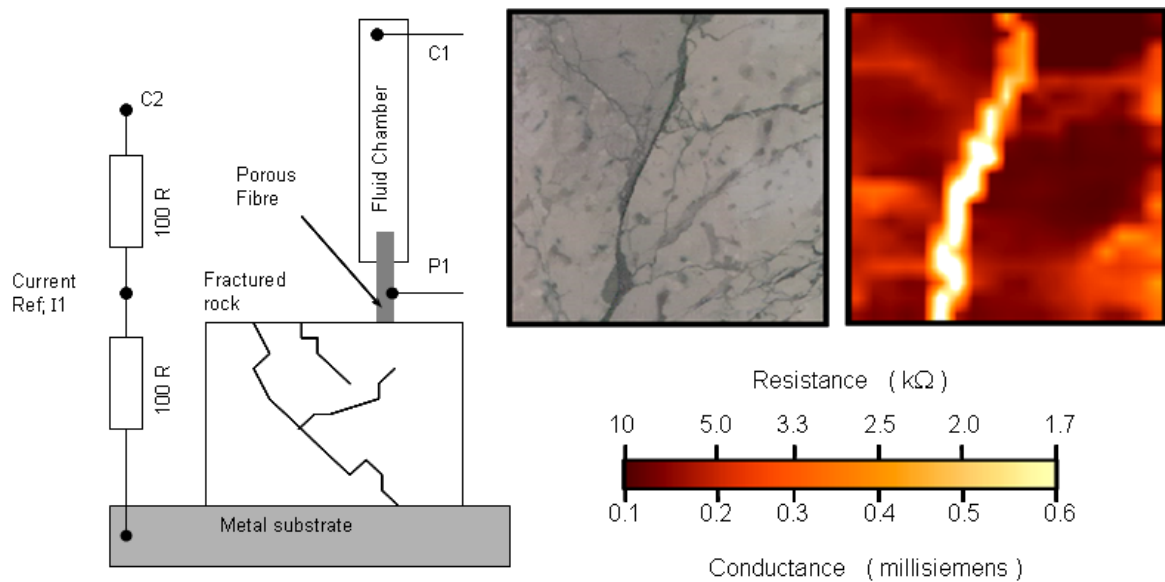 C1
C2
Fluid Chamber
Porous
Fibre
100 R
P1
Fractured
rock
Current
Ref; I1
100 R
Metal substrate
Resistance ( kΩ )
10 5.0 3.3 2.5 2.0 1.7
0.1 0.2 0.3 0.4 0.5 0.6
Conductance ( millisiemens )